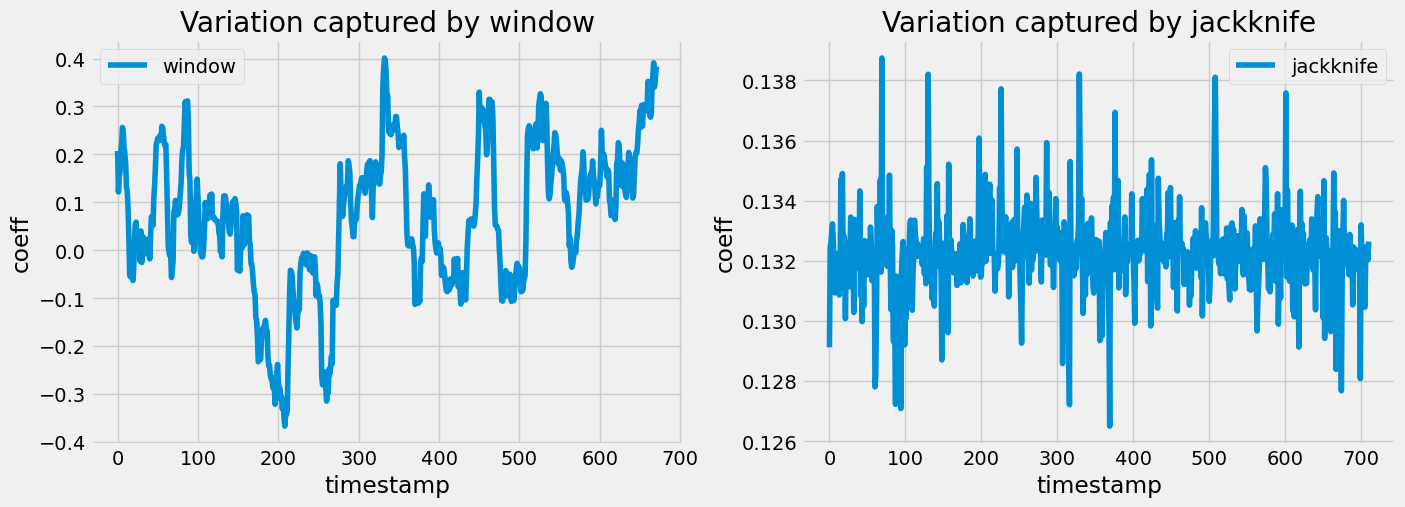 Variation captured by window
window
0.4
0.3
0.2
0.1
0.0
−0.1
−0.2
−0.3
−0.4
coeff
0 100 200 300 400 500 600 700
timestamp
Variation captured by jackknife
jackknife
0.138
0.136
0.134
0.132
0.130
0.128
0.126
coeff
0 100 200 300 400 500 600 700
timestamp